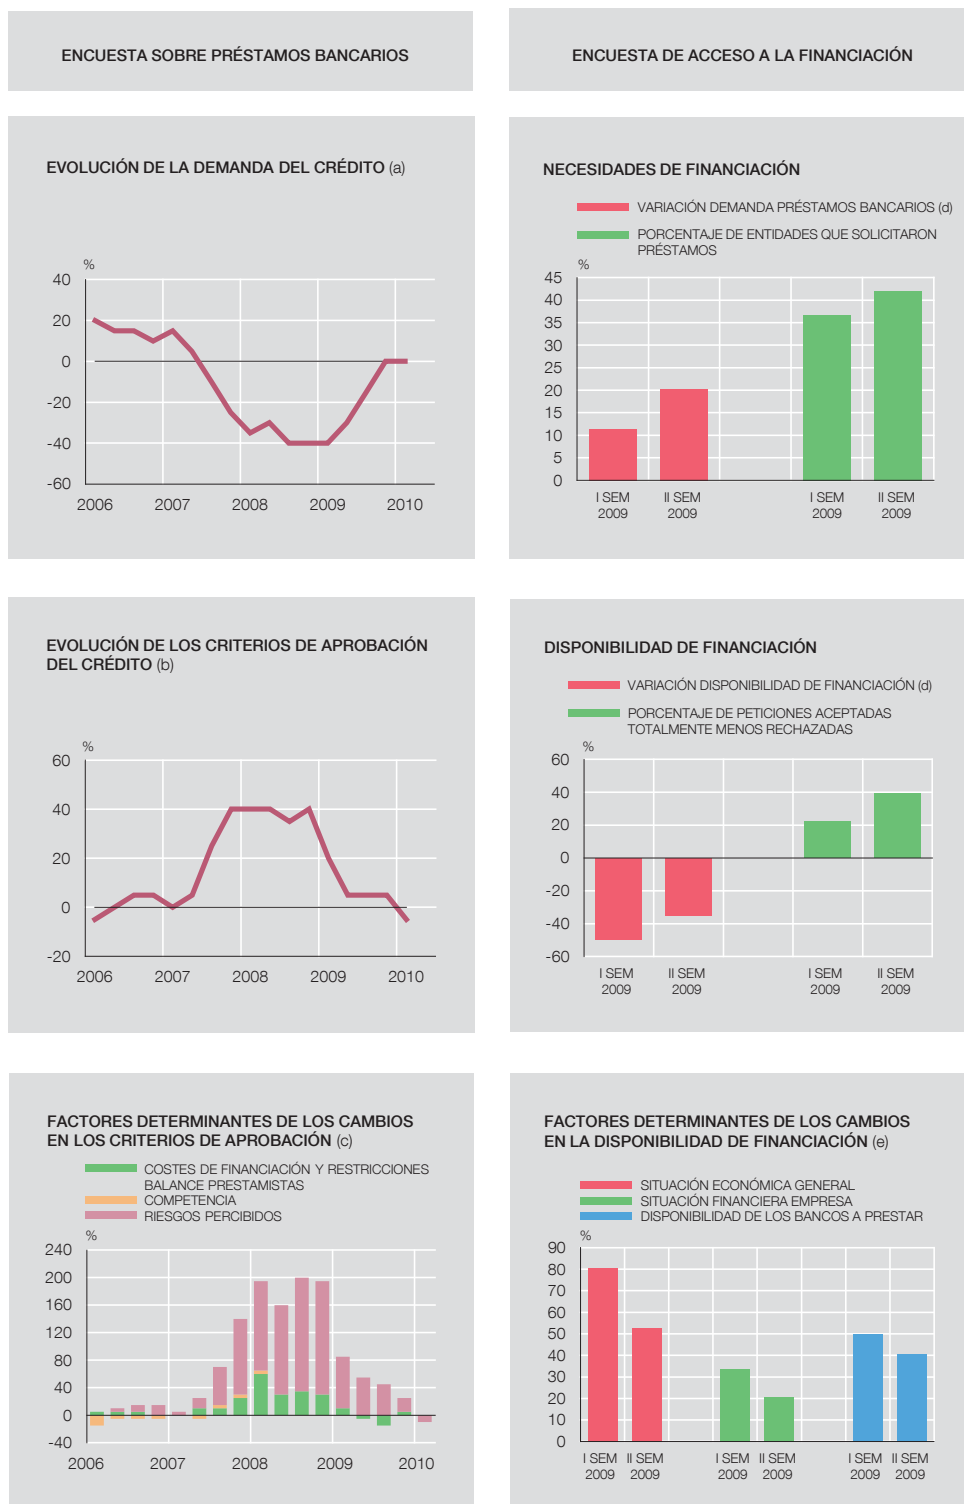 ENCUESTA SOBRE PRÉSTAMOS BANCARIOS
ENCUESTA DE ACCESO A LA FINANCIACIÓN
EVOLUCIÓN DE LA DEMANDA DEL CRÉDITO (a)
%
40
20
0
-20
-40
-60
2006 2007 2008 2009 2010
NECESIDADES DE FINANCIACIÓN
VARIACIÓN DEMANDA PRÉSTAMOS BANCARIOS (d)
PORCENTAJE DE ENTIDADES QUE SOLICITARON
PRÉSTAMOS
%
45
40
35
30
25
20
15
10
5
0
I SEM II SEM I SEM II SEM
2009 2009 2009 2009
EVOLUCIÓN DE LOS CRITERIOS DE APROBACIÓN
DEL CRÉDITO (b)
%
60
40
20
0
-20
2006 2007 2008 2009 2010
DISPONIBILIDAD DE FINANCIACIÓN
VARIACIÓN DISPONIBILIDAD DE FINANCIACIÓN (d)
PORCENTAJE DE PETICIONES ACEPTADAS
TOTALMENTE MENOS RECHAZADAS
%
60
40
20
0
-20
-40
-60
I SEM II SEM I SEM II SEM
2009 2009 2009 2009
FACTORES DETERMINANTES DE LOS CAMBIOS
EN LOS CRITERIOS DE APROBACIÓN (c)
COSTES DE FINANCIACIÓN Y RESTRICCIONES
BALANCE PRESTAMISTAS
COMPETENCIA
RIESGOS PERCIBIDOS
%
240
200
160
120
80
40
0
-40
2006 2007 2008 2009 2010
FACTORES DETERMINANTES DE LOS CAMBIOS
EN LA DISPONIBILIDAD DE FINANCIACIÓN (e)
SITUACIÓN ECONÓMICA GENERAL
SITUACIÓN FINANCIERA EMPRESA
DISPONIBILIDAD DE LOS BANCOS A PRESTAR
%
90
80
70
60
50
40
30
20
10
0
I SEM II SEM I SEM II SEM I SEM II SEM
2009 2009 2009 2009 2009 2009